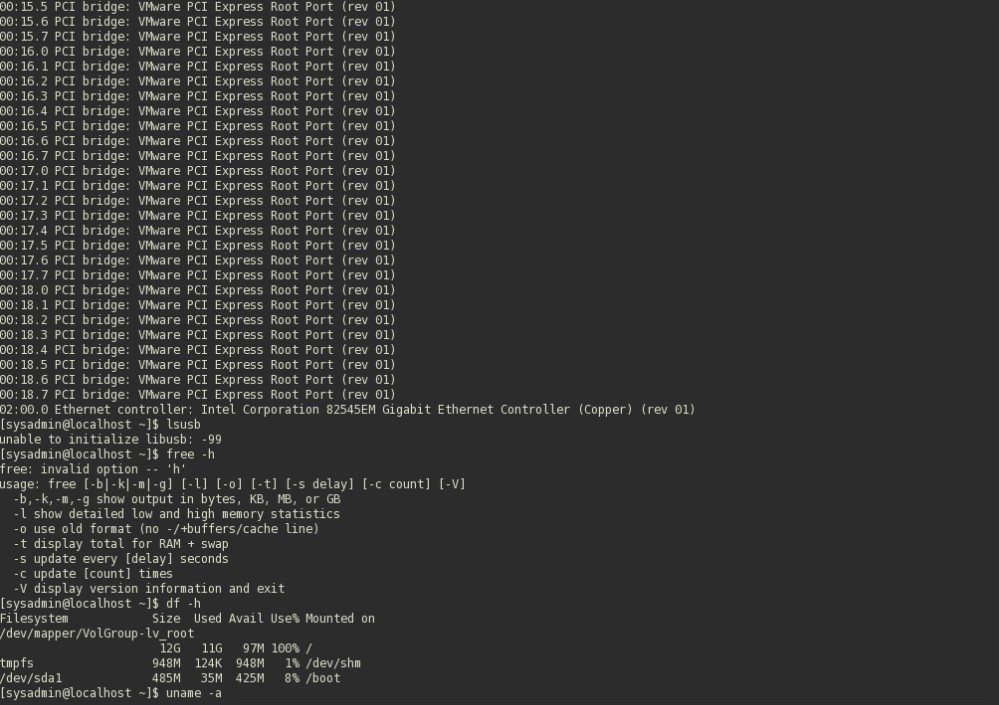 00:15.5 PCI bridge: VMware PCI Express Root Port (rev 01)
00:15.6 PCI bridge: VMware PCI Express Root Port (rev 01)
00:15.7 PCI bridge: VMware PCI Express Root Port (rev 01)
00:16.0 PCI bridge: VMware PCI Express Root Port (rev 01)
00:16.1 PCI bridge: VMware PCI Express Root Port (rev 01)
00:16.2 PCI bridge: VMware PCI Express Root Port (rev 01)
00:16.3 PCI bridge: VMware PCI Express Root Port (rev 01)
00:16.4 PCI bridge: VMware PCI Express Root Port (rev 01)
00:16.5 PCI bridge: VMware PCI Express Root Port (rev 01)
00:16.6 PCI bridge: VMware PCI Express Root Port (rev 01)
00:16.7 PCI bridge: VMware PCI Express Root Port (rev 01)
00:17.0 PCI bridge: VMware PCI Express Root Port (rev 01)
00:17.1 PCI bridge: VMware PCI Express Root Port (rev 01)
00:17.2 PCI bridge: VMware PCI Express Root Port (rev 01)
00:17.3 PCI bridge: VMware PCI Express Root Port (rev 01)
00:17.4 PCI bridge: VMware PCI Express Root Port (rev 01)
00:17.5 PCI bridge: VMware PCI Express Root Port (rev 01)
00:17.6 PCI bridge: VMware PCI Express Root Port (rev 01)
00:17.7 PCI bridge: VMware PCI Express Root Port (rev 01)
00:18.0 PCI bridge: VMware PCI Express Root Port (rev 01)
00:18.1 PCI bridge: VMware PCI Express Root Port (rev 01)
00:18.2 PCI bridge: VMware PCI Express Root Port (rev 01)
00:18.3 PCI bridge: VMware PCI Express Root Port (rev 01)
00:18.4 PCI bridge: VMware PCI Express Root Port (rev 01)
00:18.5 PCI bridge: VMware PCI Express Root Port (rev 01)
00:18.6 PCI bridge: VMware PCI Express Root Port (rev 01)
00:18.7 PCI bridge: VMware PCI Express Root Port (rev 01)
02:00.0 Ethernet controller: Intel Corporation 82545EM Gigabit Ethernet Controller (Copper) (rev 01)
[sysadmin@localhost ~]$ lsusb
unable to initialize libusb: -99
[sysadmin@localhost ~]$ free -h
free: invalid option -- 'h'
usage: free [-b|-k|-m|-g] [-l] [-o] [-t] [-s delay] [-c count] [-V]
  -b,-k,-m,-g show output in bytes, KB, MB, or GB
  -l show detailed low and high memory statistics
  -o use old format (no -/+buffers/cache line)
  -t display total for RAM + swap
  -s update every [delay] seconds
  -c update [count] times
  -V display version information and exit
[sysadmin@localhost ~]$ df -h
Filesystem            Size  Used Avail Use% Mounted on
/dev/mapper/VolGroup-lv_root
                       12G   11G   97M 100% /
tmpfs                 948M  124K  948M   1% /dev/shm
/dev/sda1             485M   35M  425M   8% /boot
[sysadmin@localhost ~]$ uname -a